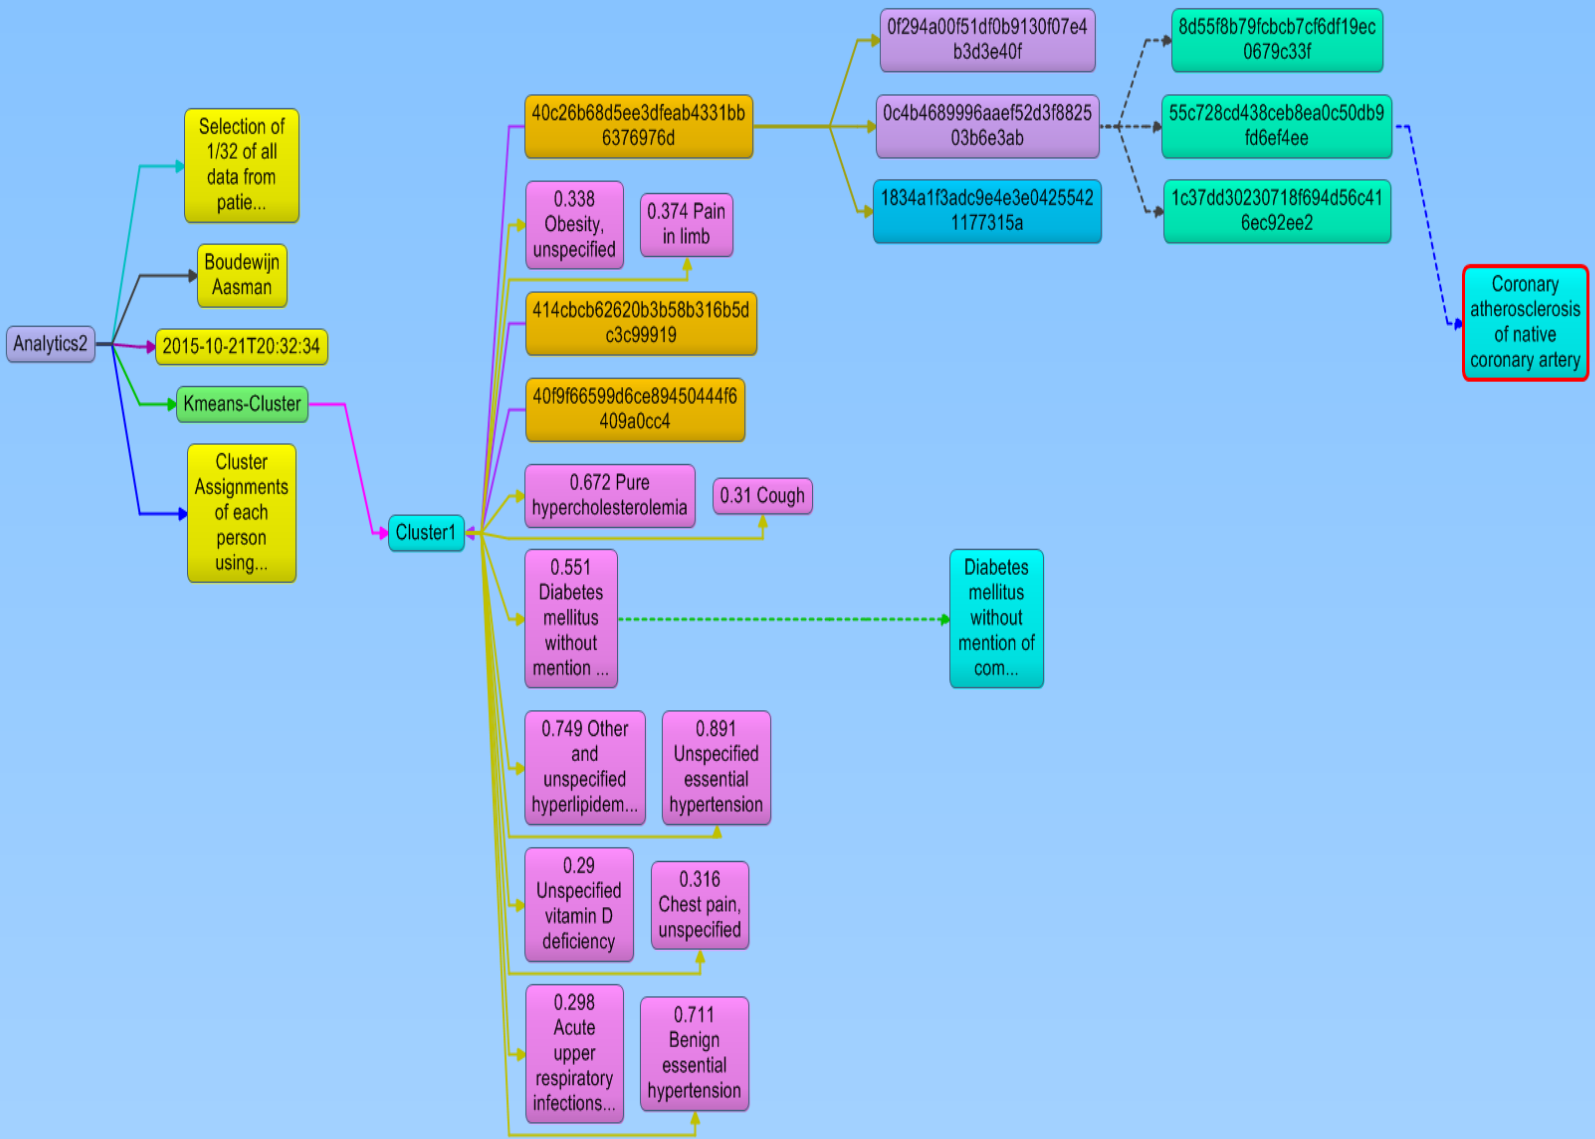 Analytics2
Selection of
1/32 of all
data from
patie...
Boudewijn
Aasman
2015-10-21T20:32:34
Kmeans-Cluster
Cluster
Assignments
of each
person
using...
Cluster1
40c26b68d5ee3dfeab4331bb
6376976d
0.338
Obesity,
unspecified
0.374 Pain
in limb
414cbcb62620b3b58b316b5d
c3c99919
40f9f66599d6ce89450444f6
409a0cc4
0.672 Pure
hypercholesterolemia
0.31 Cough
0.551
Diabetes
mellitus
without
mention ...
0.749 Other
and
unspecified
hyperlipidem...
0.891
Unspecified
essential
hypertension
0.29
Unspecified
vitamin D
deficiency
0.316
Chest pain,
unspecified
0.298
Acute
upper
respiratory
infections...
0.711
Benign
essential
hypertension
0f294a00f51df0b9130f07e4
b3d3e40f
0c4b4689996aaef52d3f8825
03b6e3ab
1834a1f3adc9e4e3e0425542
1177315a
Diabetes
mellitus
without
mention of
com...
8d55f8b79fcbcb7cf6df19ec
0679c33f
55c728cd438ceb8ea0c50db9
fd6ef4ee
1c37dd30230718f694d56c41
6ec92ee2
Coronary
atherosclerosis
of native
coronary artery